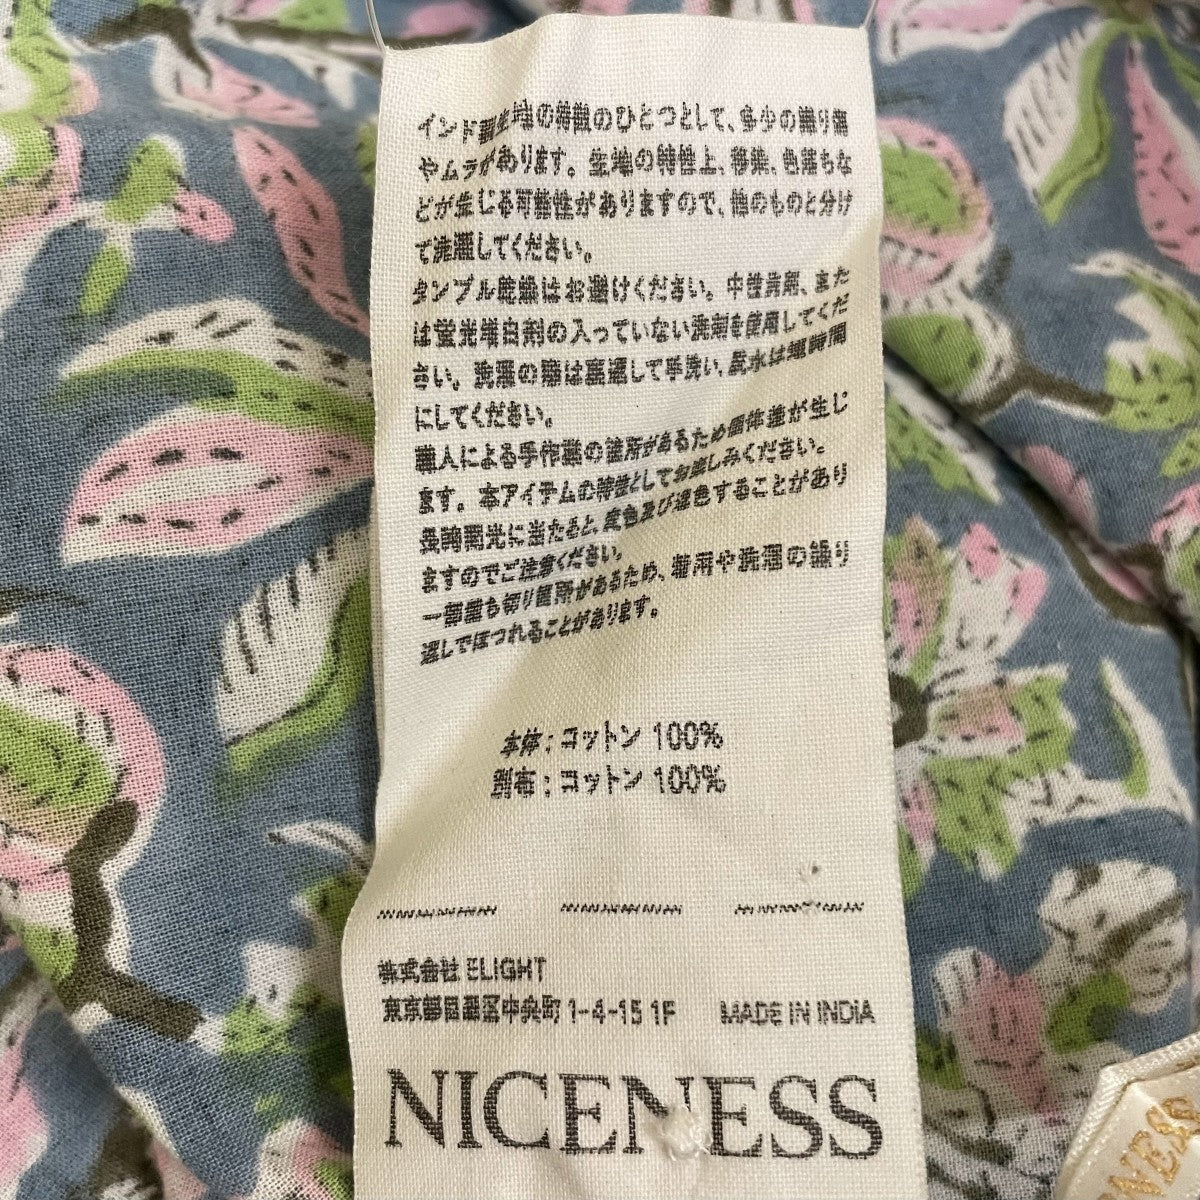 インド綿生地の特徴のひとつとして、多少の織り傷
やムラがあります。生地の特性上、移染、色落ちな
どが生じる可能性がありますので、他のものと分け
て洗濯してください。
タンブル乾燥はお避けください。中性洗剤、また
は蛍光増白剤の入っていない洗剤を使用してくだ
さい。洗濯の際は裏返して手洗い、脱水は短時間
にしてください。
職人による手作業の箇所があるため個体差が生じ
ます。本アイテムの特性としてお楽しみください。
長時間光に当たると、変色及び退色することがあり
ますのでご注意ください。
一部断ち切り箇所があるため、着用や洗濯の繰り
返しでほつれることがあります。
本体：コットン 100%
別布：コットン 100%
株式会社 ELIGHT
東京都目黒区中央町 1-4-15 1F MADE IN INDIA
NICENESS